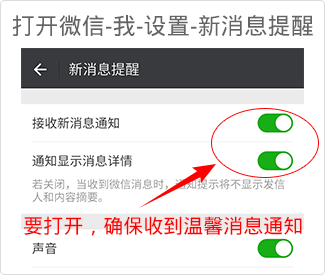 打开微信-我-设置-新消息提醒
新消息提醒
接收新消息通知
通知显示消息详情
若关闭，当收到微信消息时，通知提示将不显示发信
人和内容摘要。
要打开，确保收到温馨消息通知
声音